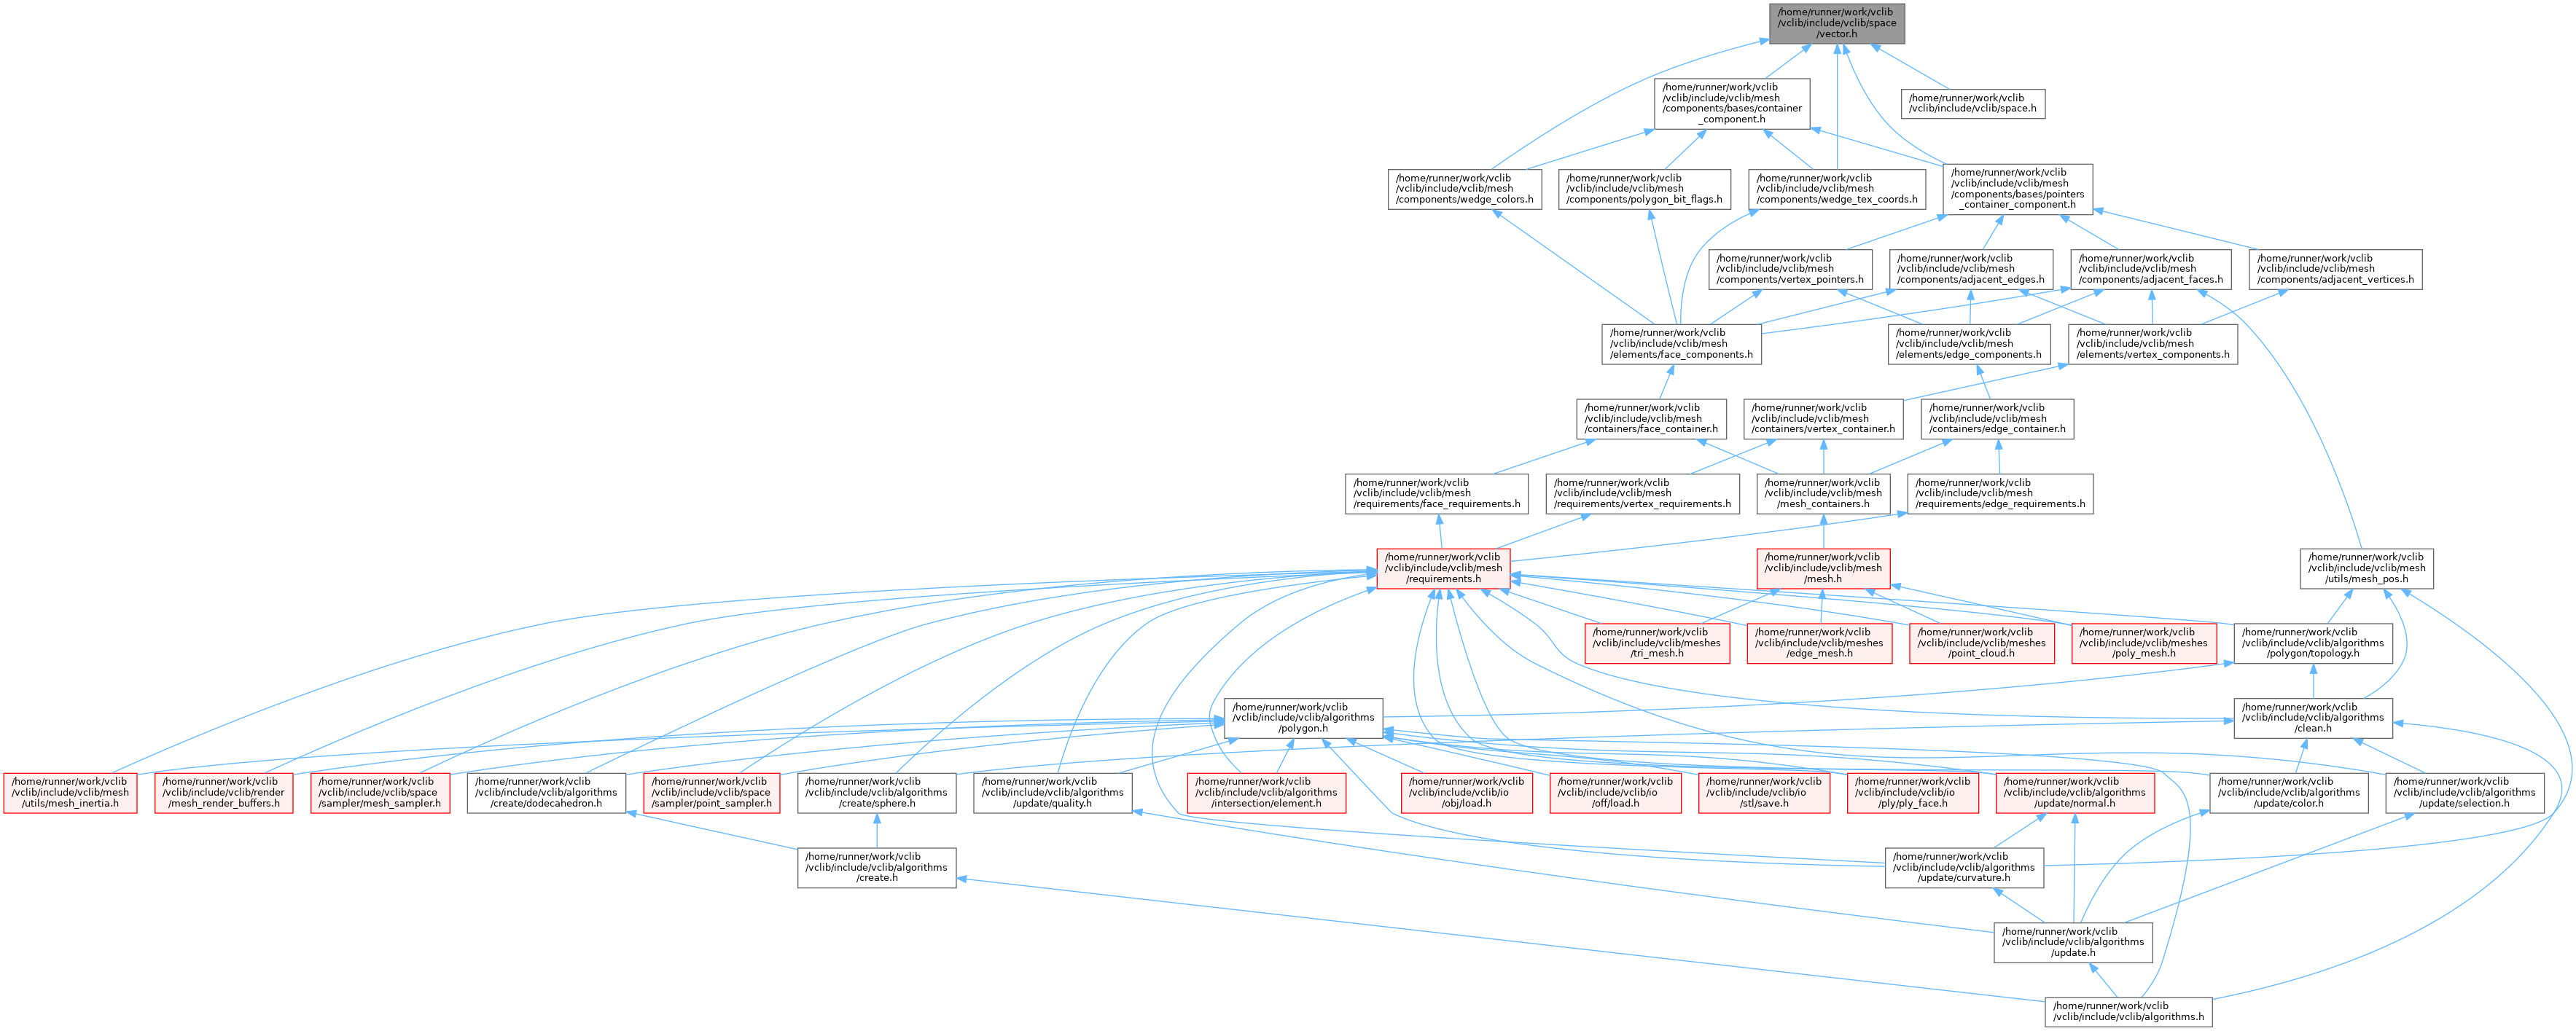 /home/runner/work/vclib
/vclib/include/vclib/space
/vector.h
/home/runner/work/vclib
/vclib/include/vclib/mesh
/components/bases/container
_component.h
/home/runner/work/vclib
/vclib/include/vclib/space.h
/home/runner/work/vclib
/vclib/include/vclib/mesh
/components/wedge_colors.h
/home/runner/work/vclib
/vclib/include/vclib/mesh
/components/polygon_bit_flags.h
/home/runner/work/vclib
/vclib/include/vclib/mesh
/components/wedge_tex_coords.h
/home/runner/work/vclib
/vclib/include/vclib/mesh
/components/bases/pointers
_container_component.h
/home/runner/work/vclib
/vclib/include/vclib/mesh
/components/vertex_pointers.h
/home/runner/work/vclib
/vclib/include/vclib/mesh
/components/adjacent_edges.h
/home/runner/work/vclib
/vclib/include/vclib/mesh
/components/adjacent_faces.h
/home/runner/work/vclib
/vclib/include/vclib/mesh
/components/adjacent_vertices.h
/home/runner/work/vclib
/vclib/include/vclib/mesh
/elements/face_components.h
/home/runner/work/vclib
/vclib/include/vclib/mesh
/elements/edge_components.h
/home/runner/work/vclib
/vclib/include/vclib/mesh
/elements/vertex_components.h
/home/runner/work/vclib
/vclib/include/vclib/mesh
/containers/face_container.h
/home/runner/work/vclib
/vclib/include/vclib/mesh
/containers/vertex_container.h
/home/runner/work/vclib
/vclib/include/vclib/mesh
/containers/edge_container.h
/home/runner/work/vclib
/vclib/include/vclib/mesh
/requirements/face_requirements.h
/home/runner/work/vclib
/vclib/include/vclib/mesh
/requirements/vertex_requirements.h
/home/runner/work/vclib
/vclib/include/vclib/mesh
/mesh_containers.h
/home/runner/work/vclib
/vclib/include/vclib/mesh
/requirements/edge_requirements.h
/home/runner/work/vclib
/vclib/include/vclib/mesh
/requirements.h
/home/runner/work/vclib
/vclib/include/vclib/mesh
/mesh.h
/home/runner/work/vclib
/vclib/include/vclib/mesh
/utils/mesh_pos.h
/home/runner/work/vclib
/vclib/include/vclib/meshes
/tri_mesh.h
/home/runner/work/vclib
/vclib/include/vclib/meshes
/edge_mesh.h
/home/runner/work/vclib
/vclib/include/vclib/meshes
/point_cloud.h
/home/runner/work/vclib
/vclib/include/vclib/meshes
/poly_mesh.h
/home/runner/work/vclib
/vclib/include/vclib/algorithms
/polygon/topology.h
/home/runner/work/vclib
/vclib/include/vclib/algorithms
/polygon.h
/home/runner/work/vclib
/vclib/include/vclib/algorithms
/clean.h
/home/runner/work/vclib
/vclib/include/vclib/mesh
/utils/mesh_inertia.h
/home/runner/work/vclib
/vclib/include/vclib/render
/mesh_render_buffers.h
/home/runner/work/vclib
/vclib/include/vclib/space
/sampler/mesh_sampler.h
/home/runner/work/vclib
/vclib/include/vclib/algorithms
/create/dodecahedron.h
/home/runner/work/vclib
/vclib/include/vclib/space
/sampler/point_sampler.h
/home/runner/work/vclib
/vclib/include/vclib/algorithms
/create/sphere.h
/home/runner/work/vclib
/vclib/include/vclib/algorithms
/update/quality.h
/home/runner/work/vclib
/vclib/include/vclib/algorithms
/intersection/element.h
/home/runner/work/vclib
/vclib/include/vclib/io
/obj/load.h
/home/runner/work/vclib
/vclib/include/vclib/io
/off/load.h
/home/runner/work/vclib
/vclib/include/vclib/io
/stl/save.h
/home/runner/work/vclib
/vclib/include/vclib/io
/ply/ply_face.h
/home/runner/work/vclib
/vclib/include/vclib/algorithms
/update/normal.h
/home/runner/work/vclib
/vclib/include/vclib/algorithms
/update/color.h
/home/runner/work/vclib
/vclib/include/vclib/algorithms
/update/selection.h
/home/runner/work/vclib
/vclib/include/vclib/algorithms
/create.h
/home/runner/work/vclib
/vclib/include/vclib/algorithms
/update/curvature.h
/home/runner/work/vclib
/vclib/include/vclib/algorithms
/update.h
/home/runner/work/vclib
/vclib/include/vclib/algorithms.h